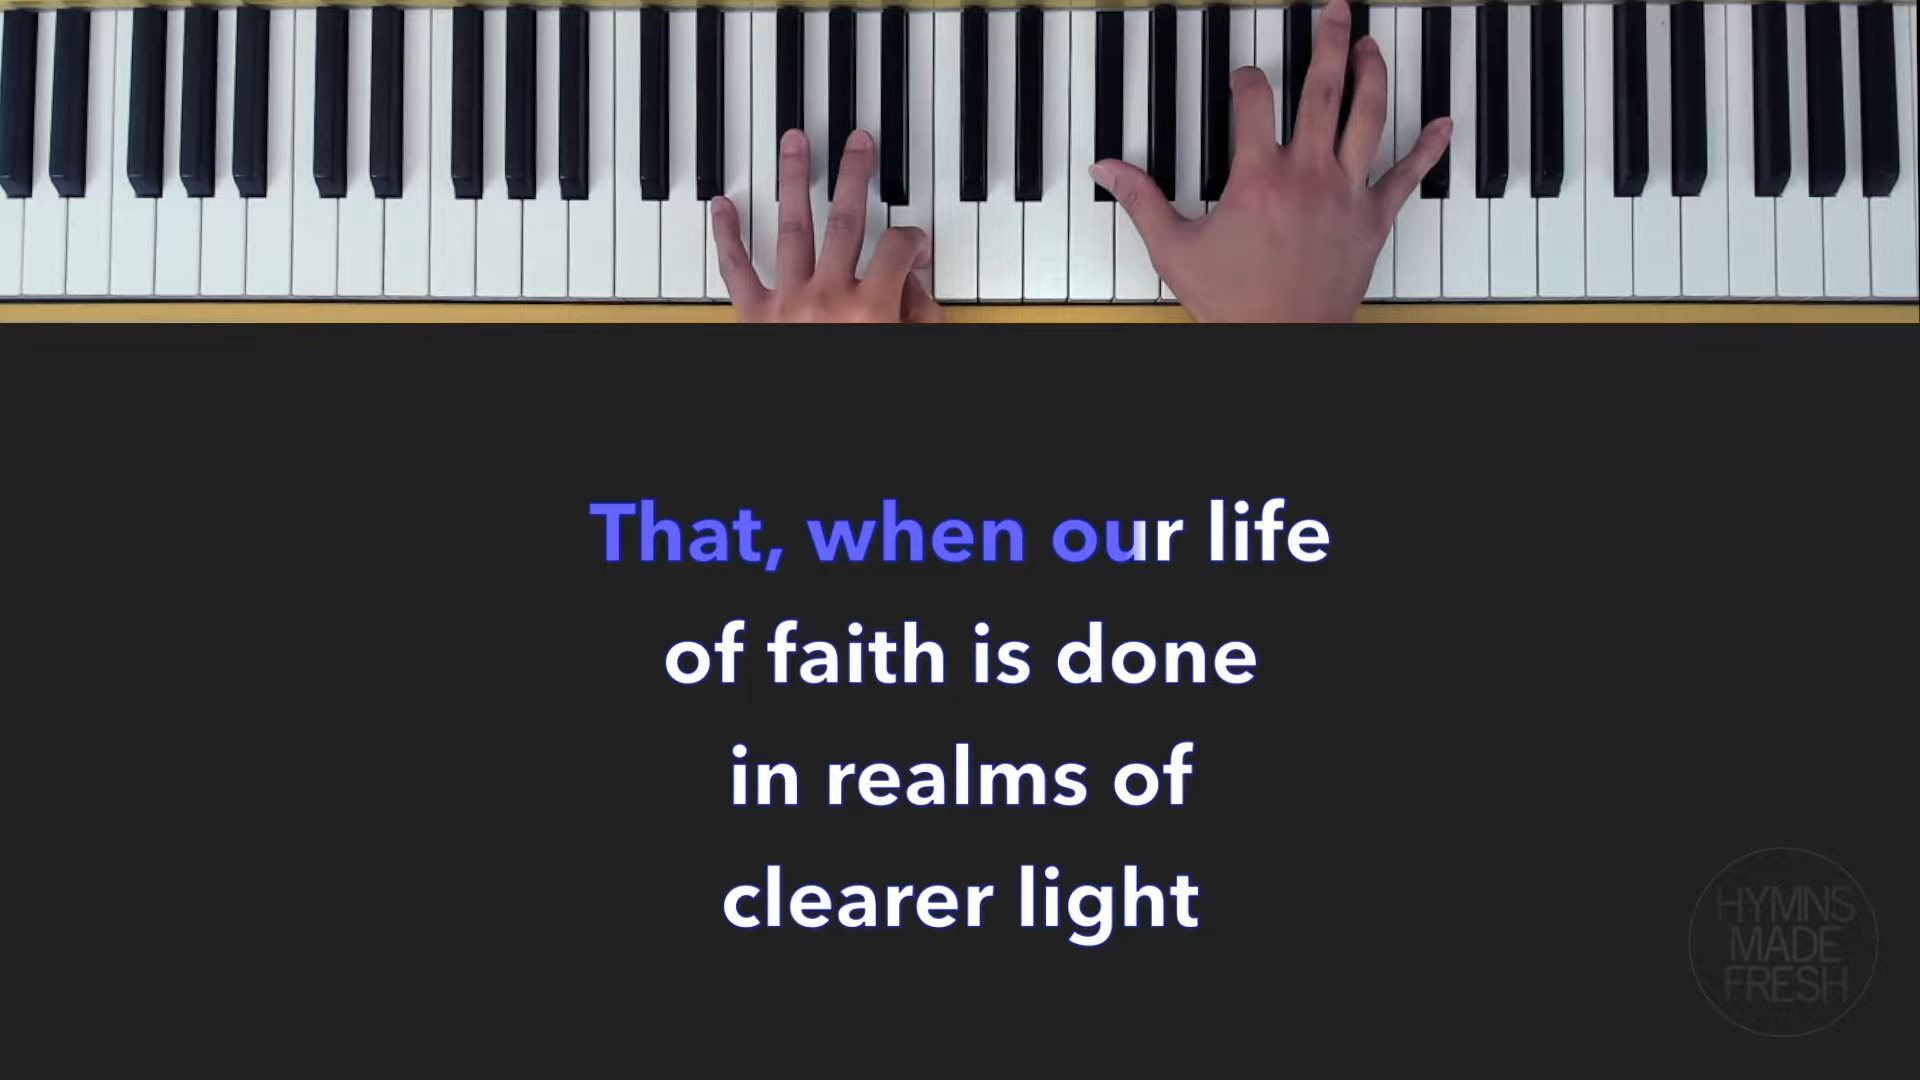 That, when our life
of faith is done
in realms of
clearer light
HYMNS
MADE
FRESH